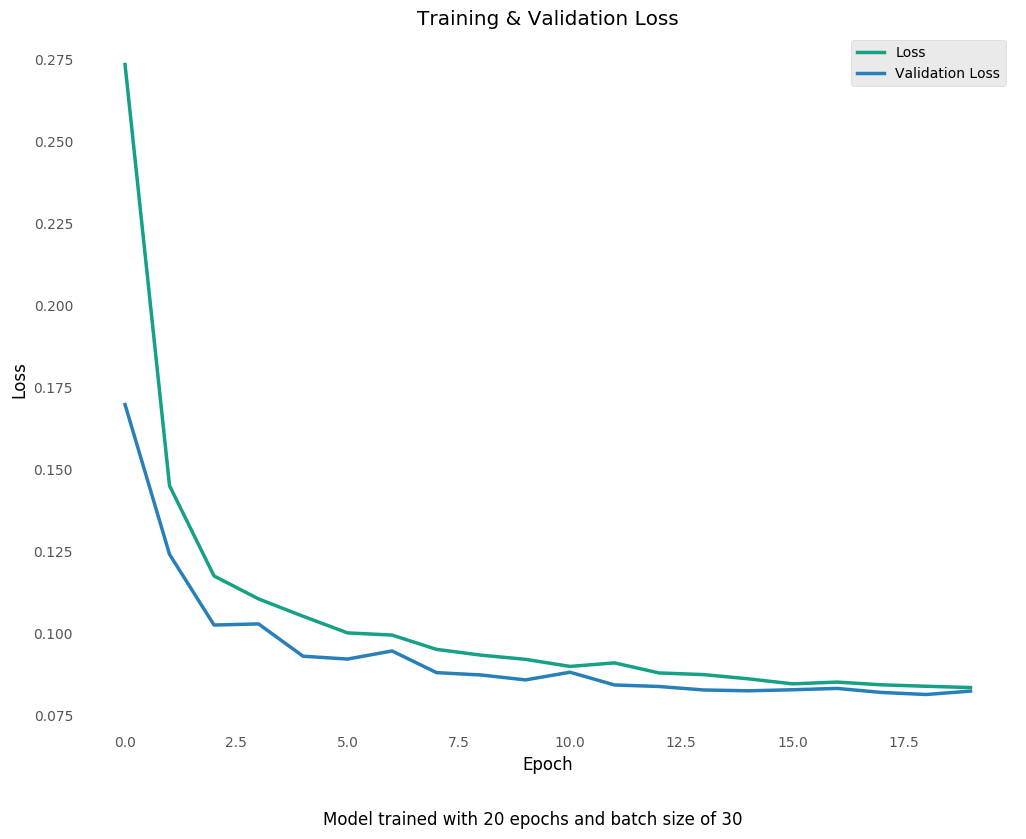 Training & Validation Loss
Loss
Validation Loss
0.275
0.250
0.225
0.200
0.175
0.150
0.125
0.100
0.075
Loss
0.0 2.5 5.0 7.5 10.0 12.5 15.0 17.5
Epoch
Model trained with 20 epochs and batch size of 30